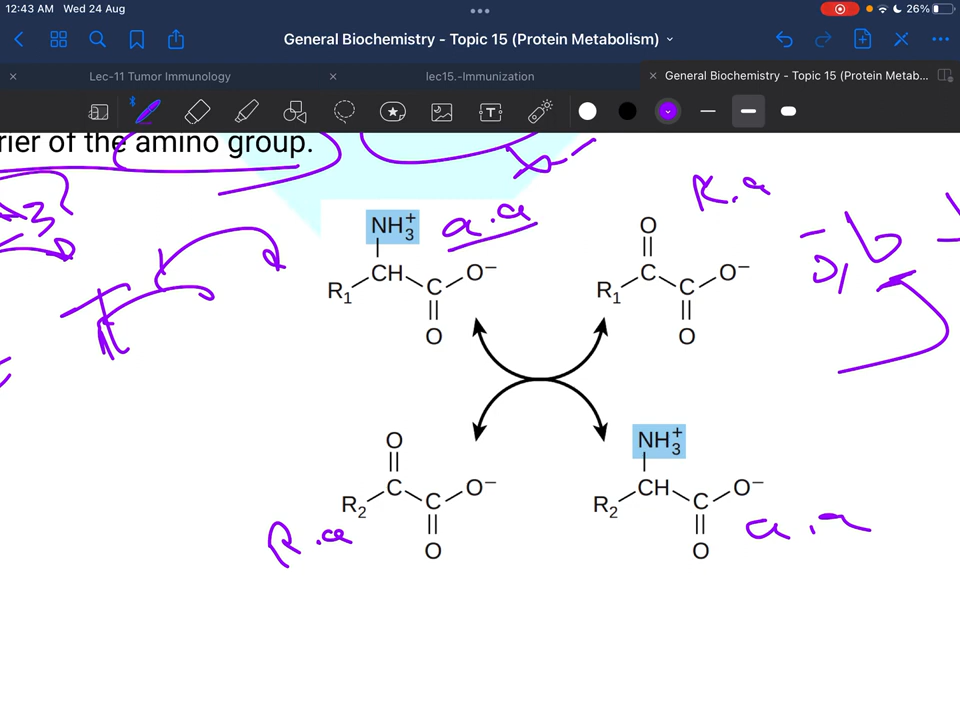 12:43 AM Wed 24 Aug 26%
General Biochemistry - Topic 15 (Protein Metabolism)
Lec-11 Tumor Immunology lec15.-Immunization General Biochemistry - Topic 15 (Protein Metab...
rier of the amino group.
NH3+ a.a O K.a
R1 CH C O− R1 C C O−
O O
O NH3+
R2 C C O− R2 CH C O−
K.a O O a.a